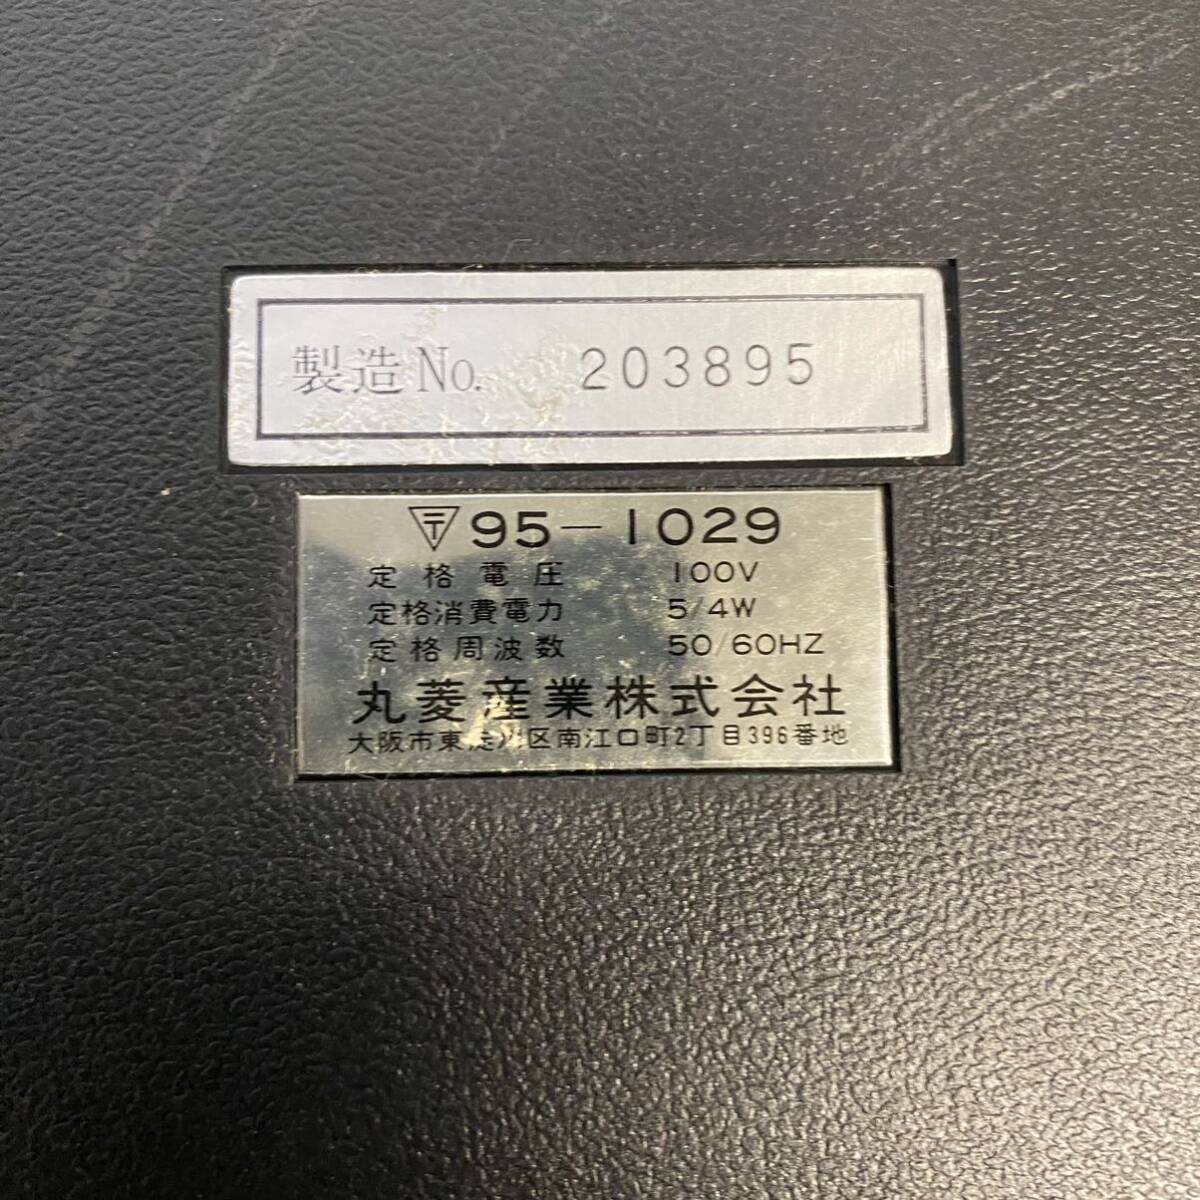 製造No. 203895
〒95-1029
定格電圧 100V
定格消費電力 5/4W
定格周波数 50/60HZ
丸菱産業株式会社
大阪市東淀川区南江口町2丁目396番地